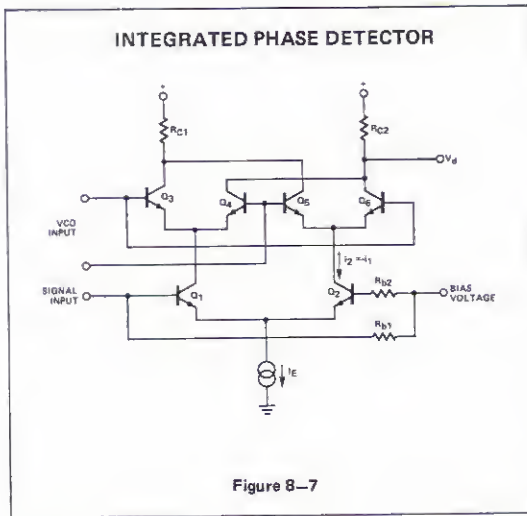 INTEGRATED PHASE DETECTOR
+
+
RC1
RC2
Vd
Q3
Q4
Q5
Q6
VCO
INPUT
i2 =-i1
SIGNAL
INPUT
Q1
Q2
Rb2
BIAS
VOLTAGE
Rb1
IE
Figure 8–7